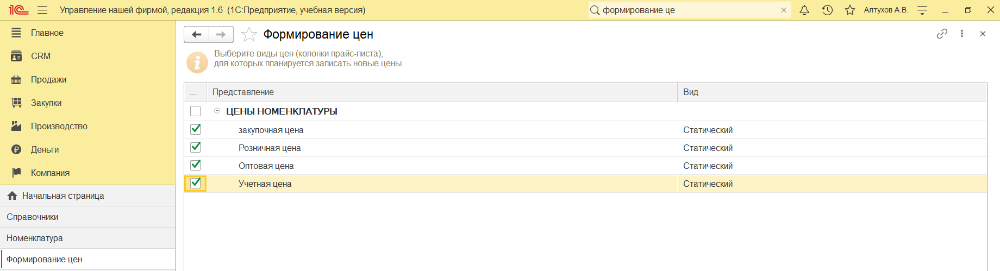 1С Управление нашей фирмой, редакция 1.6 (1С:Предприятие, учебная версия) формирование це Алтухов А.В.
Главное
CRM
Продажи
Закупки
Производство
Деньги
Компания
Начальная страница
Справочники
Номенклатура
Формирование цен
Формирование цен
Выберите виды цен (колонки прайс-листа),
для которых планируется записать новые цены
... Представление Вид
ЦЕНЫ НОМЕНКЛАТУРЫ
закупочная цена Статический
Розничная цена Статический
Оптовая цена Статический
Учетная цена Статический